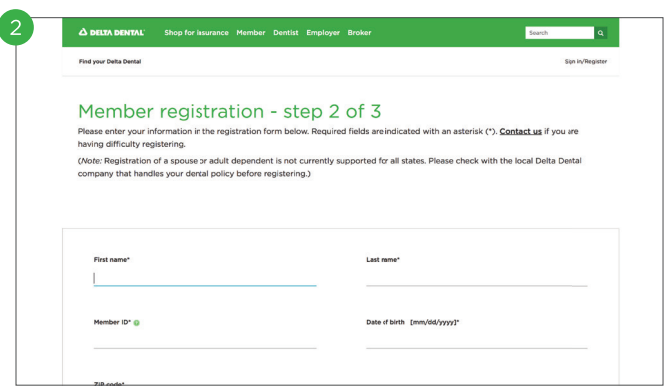 2
DELTA DENTAL Shop for insurance Member Dentist Employer Broker Search
Find your Delta Dental Sign in/Register
Member registration - step 2 of 3
Please enter your information in the registration form below. Required fields are indicated with an asterisk (*). Contact us if you are
having difficulty registering.
(Note: Registration of a spouse or adult dependent is not currently supported for all states. Please check with the local Delta Dental
company that handles your dental policy before registering.)
First name* Last name*
Member ID* ? Date of birth [mm/dd/yyyy]*
ZIP code*